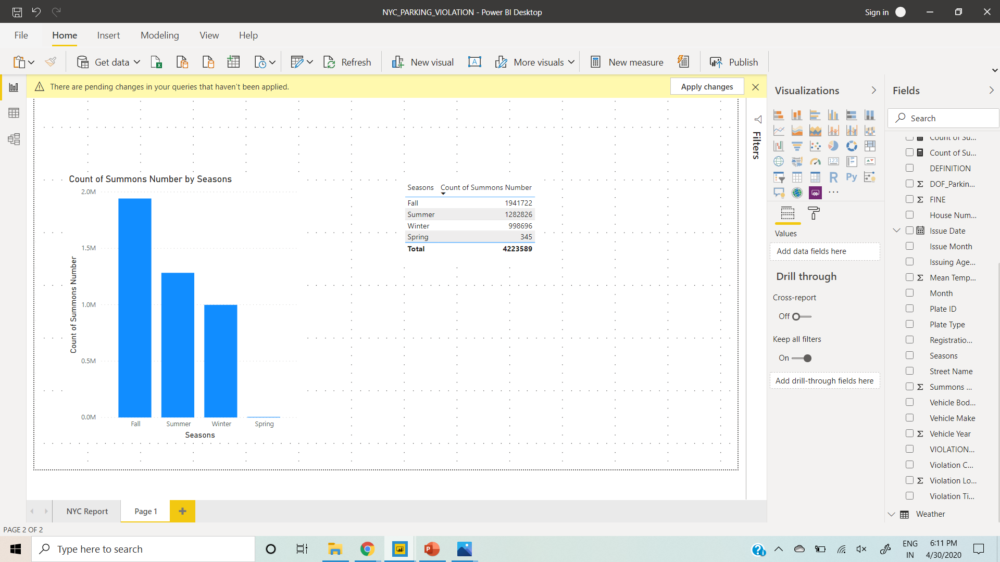 NYC_PARKING_VIOLATION - Power BI Desktop
Sign in
File Home Insert Modeling View Help
Get data
Refresh
New visual
A
More visuals
New measure
Publish
There are pending changes in your queries that haven't been applied.
Apply changes
Count of Summons Number by Seasons
Count of Summons Number
2.0M
1.5M
1.0M
0.5M
0.0M
Fall Summer Winter Spring
Seasons
Seasons Count of Summons Number
Fall 1941722
Summer 1282826
Winter 998696
Spring 345
Total 4223589
Filters
Visualizations
123
R Py
Values
Add data fields here
Drill through
Cross-report
Off
Keep all filters
On
Add drill-through fields here
Fields
Search
Count of Su...
Count of Su...
DEFINITION
Σ DOF_Parkin...
Σ FINE
House Num...
Issue Date
Issue Month
Issuing Age...
Σ Mean Temp...
Month
Plate ID
Plate Type
Registratio...
Seasons
Street Name
Σ Summons ...
Vehicle Bod...
Vehicle Make
Σ Vehicle Year
VIOLATION...
Violation C...
Σ Violation Lo...
Violation Ti...
Weather
NYC Report
Page 1
PAGE 2 OF 2
Type here to search
ENG
IN
6:11 PM
4/30/2020